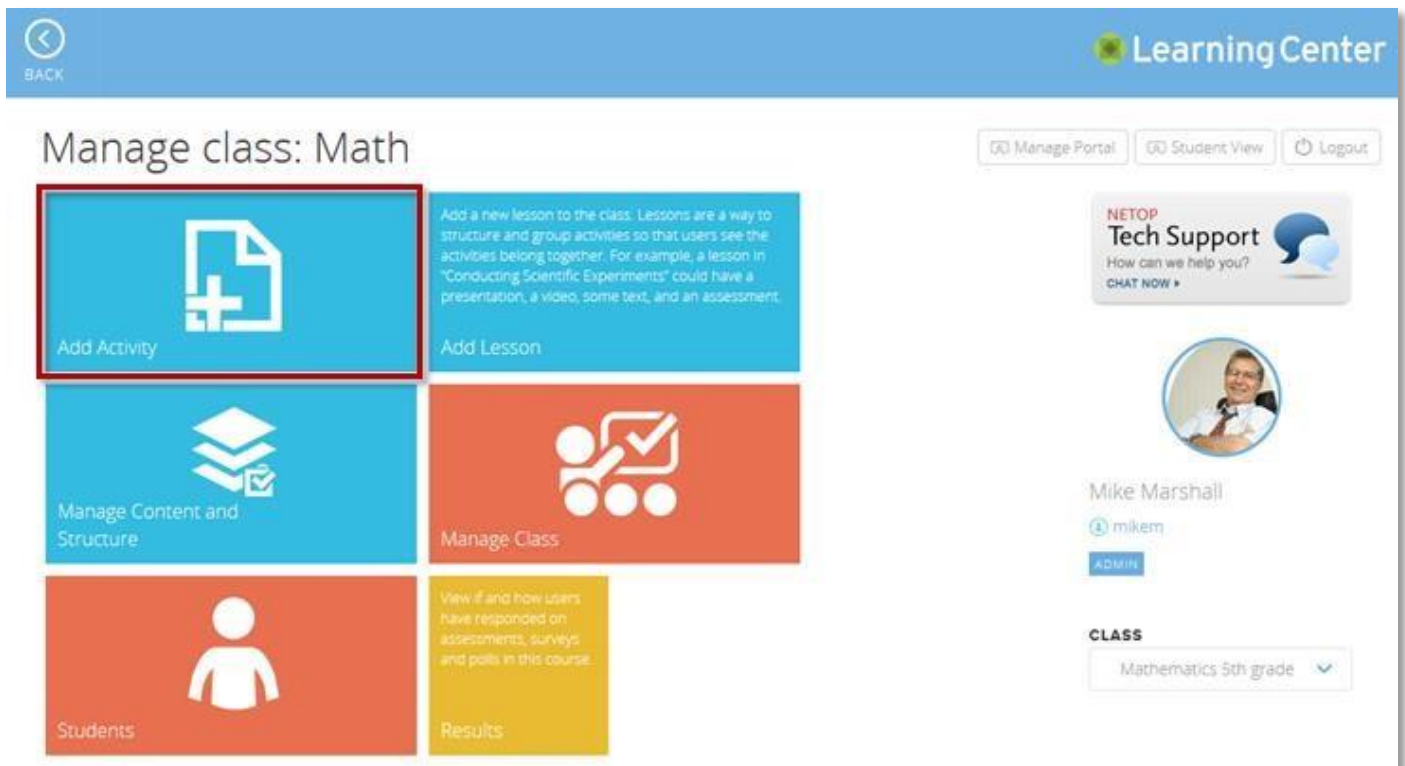 BACK
Learning Center
Manage class: Math
Manage Portal
Student View
Logout
Add Activity
Add a new lesson to the class. Lessons are a way to
structure and group activities so that users see the
activities belong together. For example, a lesson in
"Conducting Scientific Experiments" could have a
presentation, a video, some text, and an assessment.
Add Lesson
NETOP
Tech Support
How can we help you?
CHAT NOW
Manage Content and
Structure
Manage Class
Mike Marshall
mikem
ADMIN
Students
View if and how users
have responded on
assessments, surveys
and polls in this course.
Results
CLASS
Mathematics 5th grade